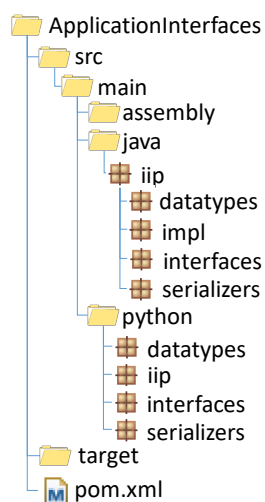 ApplicationInterfaces
src
main
assembly
java
iip
datatypes
impl
interfaces
serializers
python
datatypes
iip
interfaces
serializers
target
M pom.xml